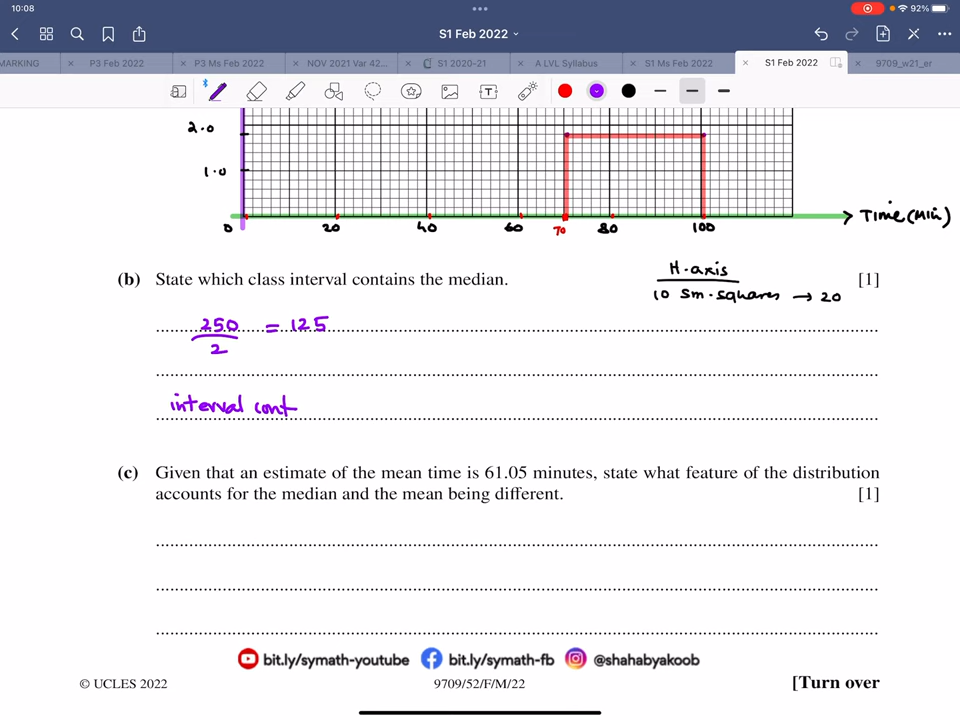 10:08
92%
S1 Feb 2022
MARKING
P3 Feb 2022
P3 Ms Feb 2022
NOV 2021 Var 42...
S1 2020-21
A LVL Syllabus
S1 Ms Feb 2022
S1 Feb 2022
9709_w21_er
2.0
1.0
0 20 40 60 70 80 100
Time(Min)
(b) State which class interval contains the median. [1]
H.axis
10 sm.squares → 20
250 = 125
2
interval cont
(c) Given that an estimate of the mean time is 61.05 minutes, state what feature of the distribution
accounts for the median and the mean being different. [1]
bit.ly/symath-youtube bit.ly/symath-fb @shahabyakoob
© UCLES 2022 9709/52/F/M/22 [Turn over